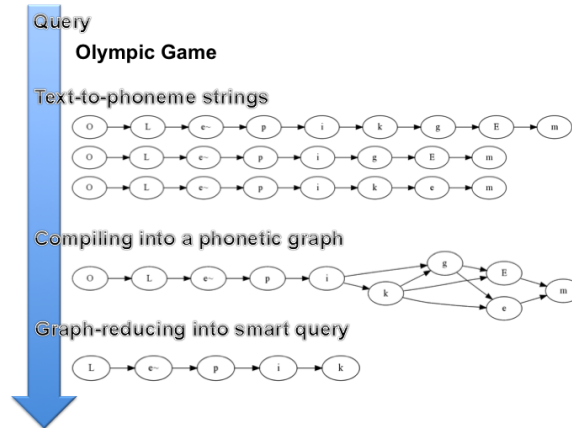 Query
Olympic Game
Text-to-phoneme strings
O L e~ p i k g E m
O L e~ p i g E m
O L e~ p i k e m
Compiling into a phonetic graph
O L e~ p i k g E e m
Graph-reducing into smart query
L e~ p i k